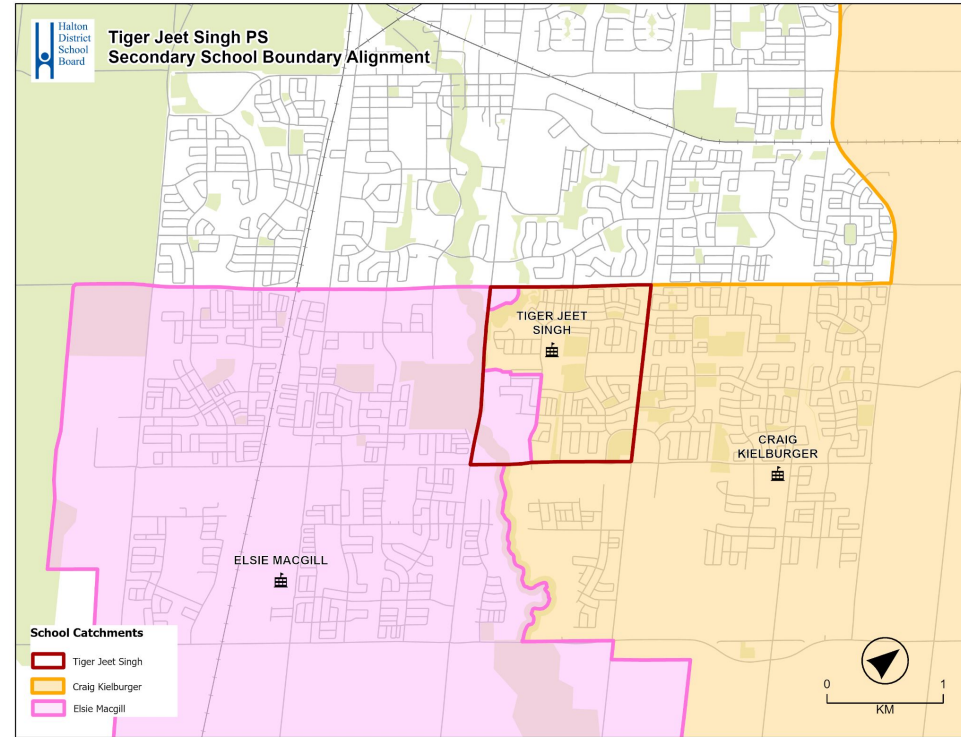 Halton
District
School
Board
Tiger Jeet Singh PS
Secondary School Boundary Alignment
TIGER JEET
SINGH
CRAIG
KIELBURGER
ELSIE MACGILL
School Catchments
Tiger Jeet Singh
Craig Kielburger
Elsie Macgill
0 1
KM